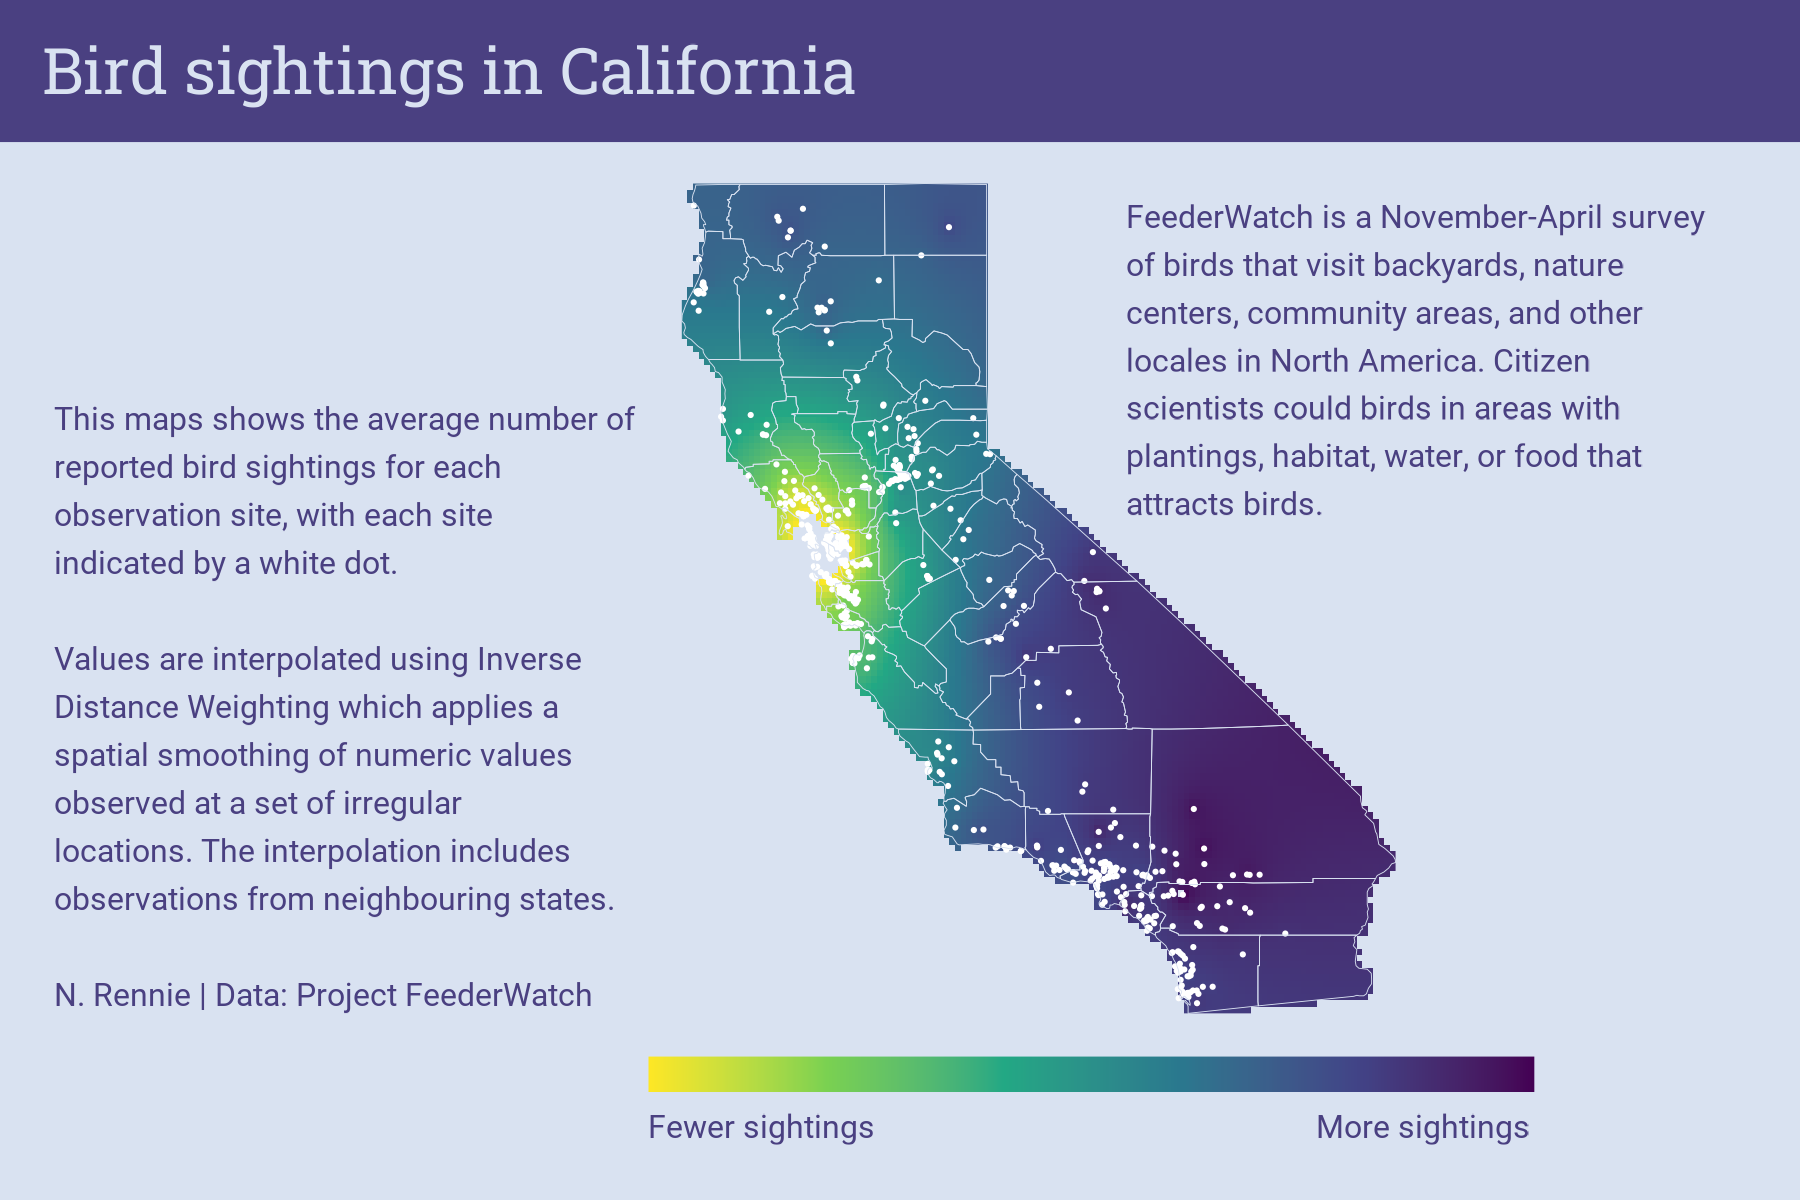 Bird sightings in California
This maps shows the average number of
reported bird sightings for each
observation site, with each site
indicated by a white dot.
Values are interpolated using Inverse
Distance Weighting which applies a
spatial smoothing of numeric values
observed at a set of irregular
locations. The interpolation includes
observations from neighbouring states.
N. Rennie | Data: Project FeederWatch
FeederWatch is a November-April survey
of birds that visit backyards, nature
centers, community areas, and other
locales in North America. Citizen
scientists could birds in areas with
plantings, habitat, water, or food that
attracts birds.
Fewer sightings
More sightings